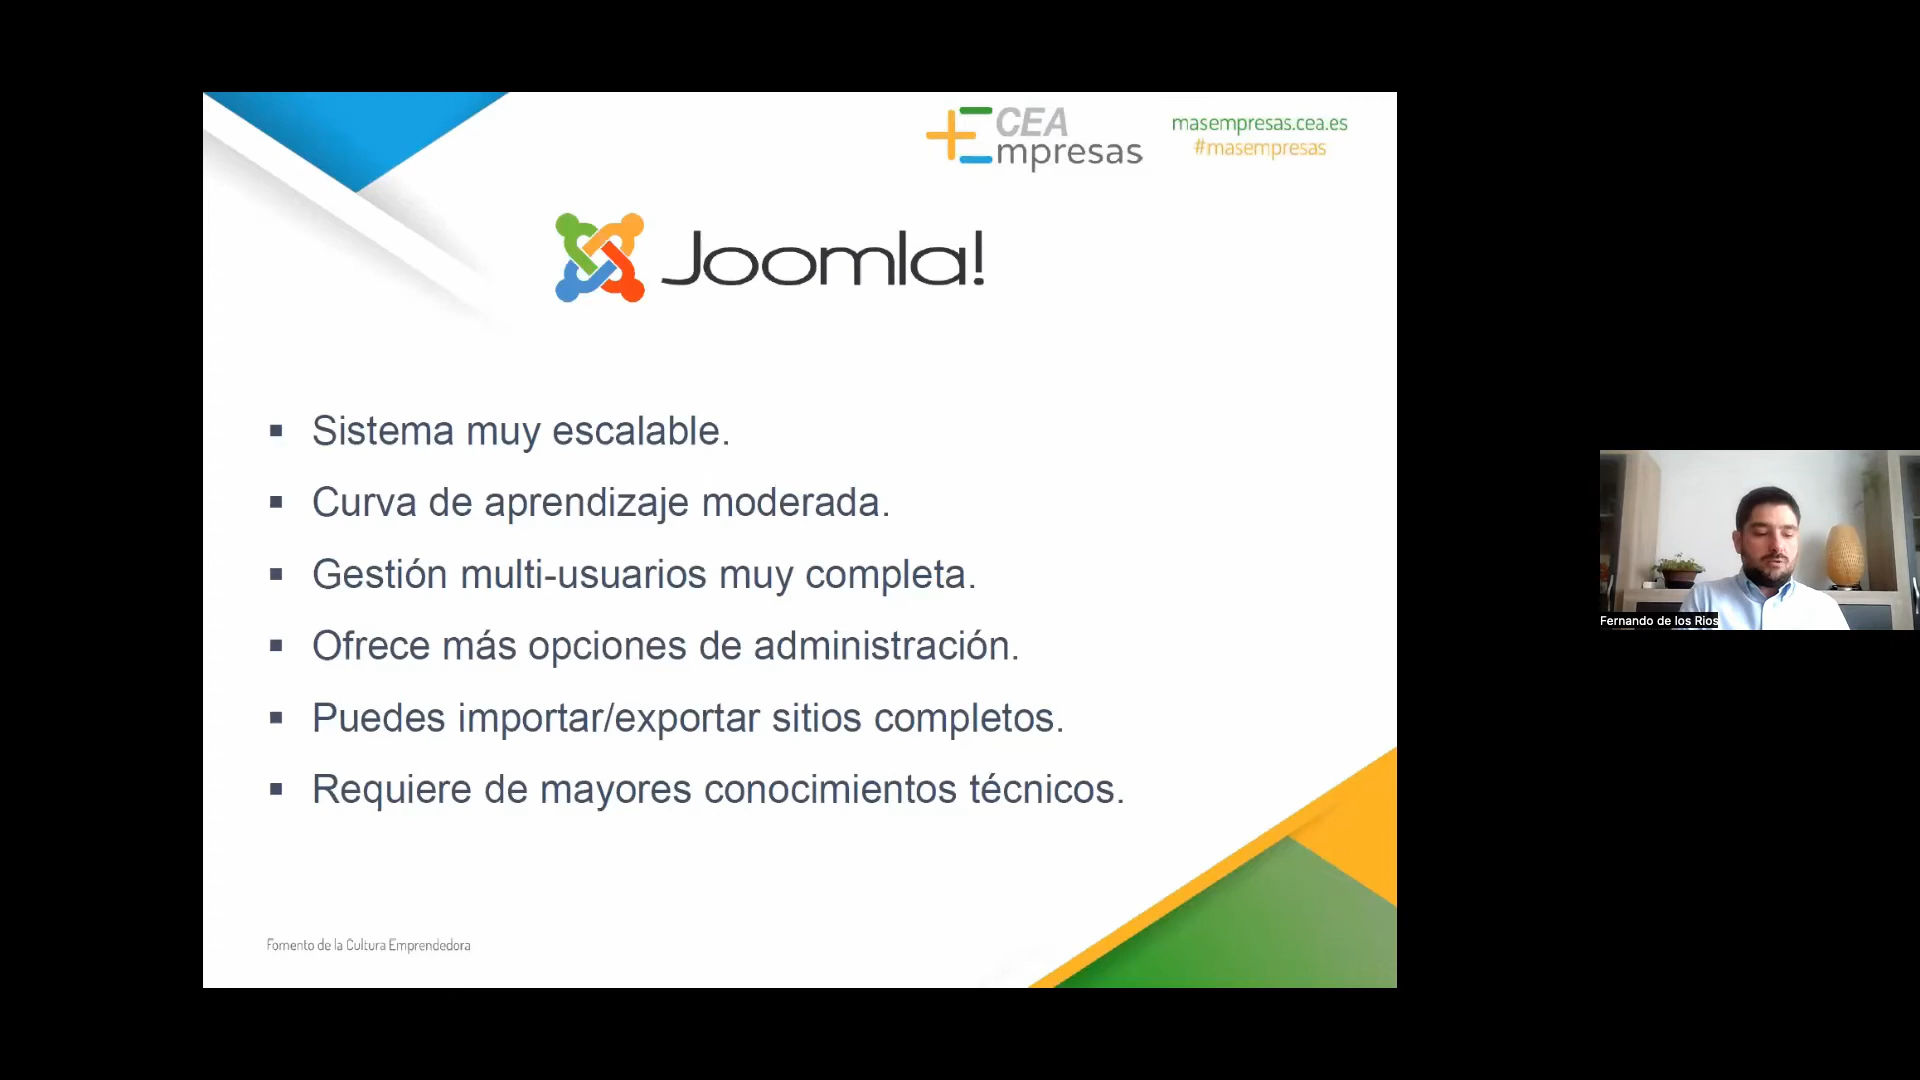 CEA
Empresas
masempresas.cea.es
#masempresas
Joomla!
Sistema muy escalable.
Curva de aprendizaje moderada.
Gestión multi-usuarios muy completa.
Ofrece más opciones de administración.
Puedes importar/exportar sitios completos.
Requiere de mayores conocimientos técnicos.
Fernando de los Rios
Fomento de la Cultura Emprendedora